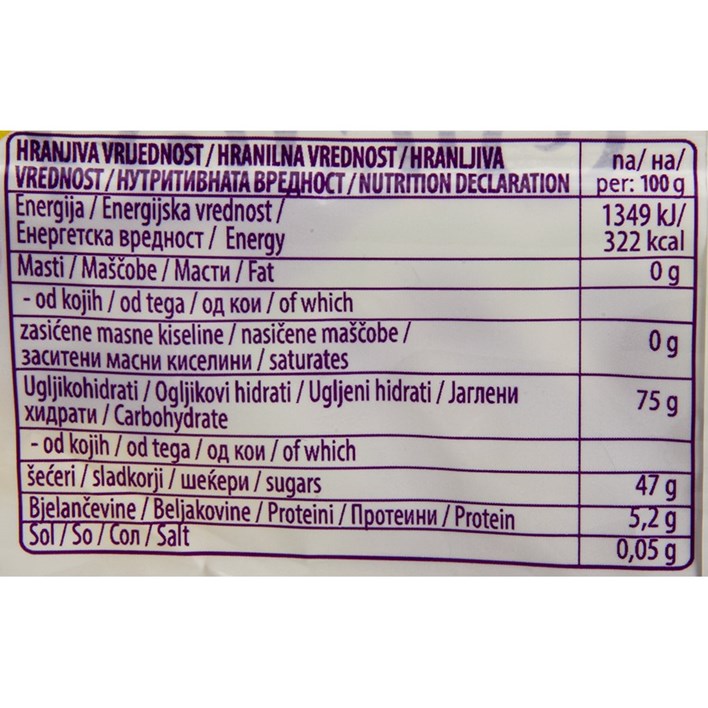 HRANJIVA VRIJEDNOST / HRANILNA VREDNOST / HRANLJIVA
VREDNOST / НУТРИТИВНАТА ВРЕДНОСТ / NUTRITION DECLARATION
na/ на/
per: 100 g
Energija / Energijska vrednost /
Енергетска вредност / Energy
1349 kJ/
322 kcal
Masti / Maščobe / Масти / Fat
0 g
- od kojih / od tega / од кои / of which
zasićene masne kiseline / nasičene maščobe /
заситени масни киселини / saturates
0 g
Ugljikohidrati / Ogljikovi hidrati / Ugljeni hidrati / Јаглени
хидрати / Carbohydrate
75 g
- od kojih / od tega / од кои / of which
šećeri / sladkorji / шеќери / sugars
47 g
Bjelančevine / Beljakovine / Proteini / Протеини / Protein
5,2 g
Sol / So / Сол / Salt
0,05 g